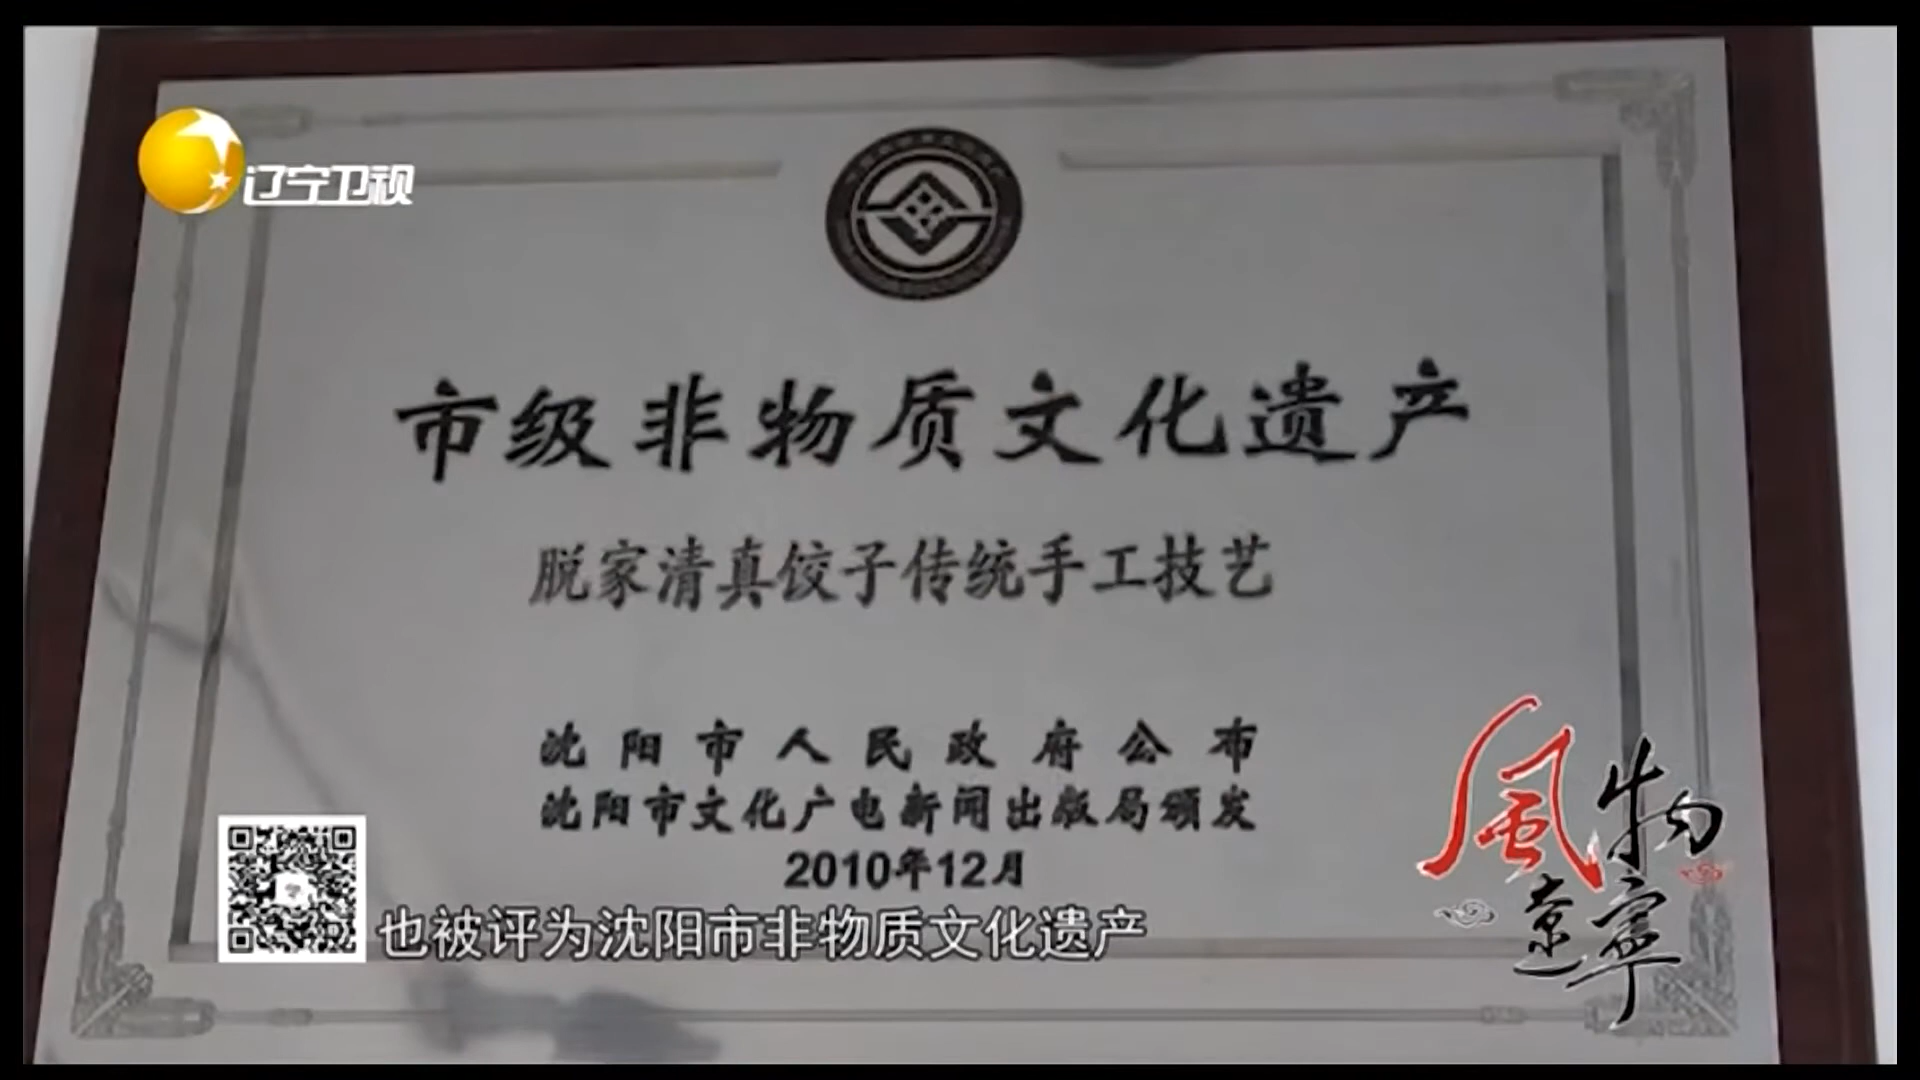 辽宁卫视
市级非物质文化遗产
脱家清真饺子传统手工技艺
沈阳市人民政府公布
沈阳市文化广电新闻出版局颁发
2010年12月
也被评为沈阳市非物质文化遗产
風物
遼寧